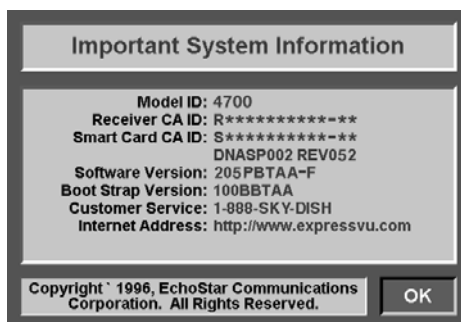 Important System Information
Model ID: 4700
Receiver CA ID: R**********-**
Smart Card CA ID: S**********-**
DNASP002 REV052
Software Version: 205PBTAA-F
Boot Strap Version: 100BBTAA
Customer Service: 1-888-SKY-DISH
Internet Address: http://www.expressvu.com
Copyright ` 1996, EchoStar Communications
Corporation. All Rights Reserved.
OK